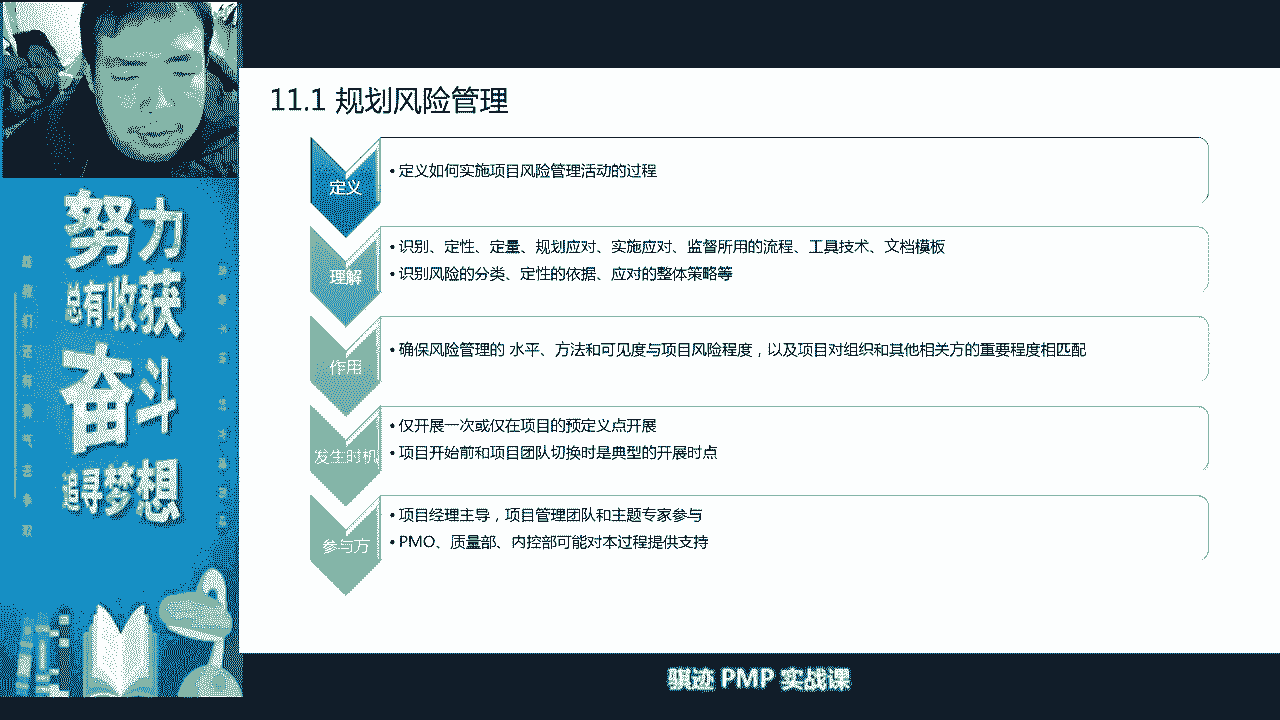 11.1 规划风险管理
定义
• 定义如何实施项目风险管理活动的过程
理解
• 识别、定性、定量、规划应对、实施应对、监督所用的流程、工具技术、文档模板
• 识别风险的分类、定性的依据、应对的整体策略等
作用
• 确保风险管理的 水平、方法和可见度与项目风险程度，以及项目对组织和其他相关方的重要程度相匹配
发生时机
• 仅开展一次或仅在项目的预定义点开展
• 项目开始前和项目团队切换时是典型的开展时点
参与方
• 项目经理主导，项目管理团队和主题专家参与
• PMO、质量部、内控部可能对本过程提供支持
努力
总有收获
奋斗
追寻梦想
骐迹 PMP 实战课